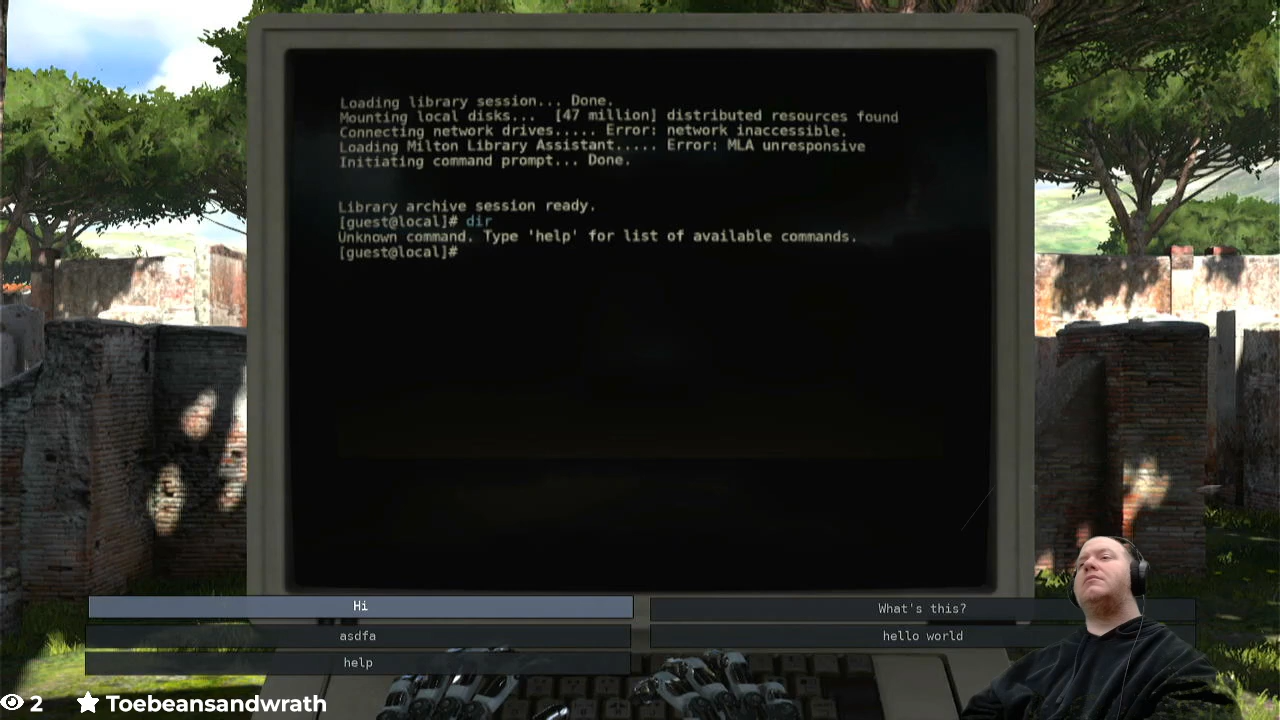 Loading library session... Done.
Mounting local disks...  [47 million] distributed resources found
Connecting network drives..... Error: network inaccessible.
Loading Milton Library Assistant..... Error: MLA unresponsive
Initiating command prompt... Done.
Library archive session ready.
[guest@local]# dir
Unknown command. Type 'help' for list of available commands.
[guest@local]#
Hi
What's this?
asdfa
hello world
help
2 Toebeansandwrath